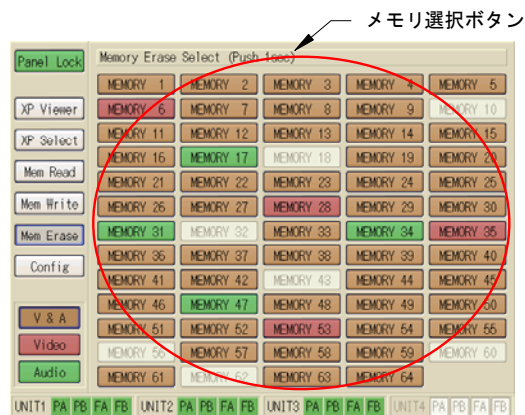 メモリ選択ボタン
Panel Lock
Memory Erase Select (Push 1sec)
MEMORY 1 MEMORY 2 MEMORY 3 MEMORY 4 MEMORY 5
XP Viewer MEMORY 6 MEMORY 7 MEMORY 8 MEMORY 9 MEMORY 10
XP Select MEMORY 11 MEMORY 12 MEMORY 13 MEMORY 14 MEMORY 15
MEMORY 16 MEMORY 17 MEMORY 18 MEMORY 19 MEMORY 20
Mem Read MEMORY 21 MEMORY 22 MEMORY 23 MEMORY 24 MEMORY 25
Mem Write MEMORY 26 MEMORY 27 MEMORY 28 MEMORY 29 MEMORY 30
Mem Erase MEMORY 31 MEMORY 32 MEMORY 33 MEMORY 34 MEMORY 35
Config MEMORY 36 MEMORY 37 MEMORY 38 MEMORY 39 MEMORY 40
MEMORY 41 MEMORY 42 MEMORY 43 MEMORY 44 MEMORY 45
V & A MEMORY 46 MEMORY 47 MEMORY 48 MEMORY 49 MEMORY 50
Video MEMORY 51 MEMORY 52 MEMORY 53 MEMORY 54 MEMORY 55
MEMORY 56 MEMORY 57 MEMORY 58 MEMORY 59 MEMORY 60
Audio MEMORY 61 MEMORY 62 MEMORY 63 MEMORY 64
UNIT1 PA PB FA FB UNIT2 PA PB FA FB UNIT3 PA PB FA FB UNIT4 PA PB FA FB